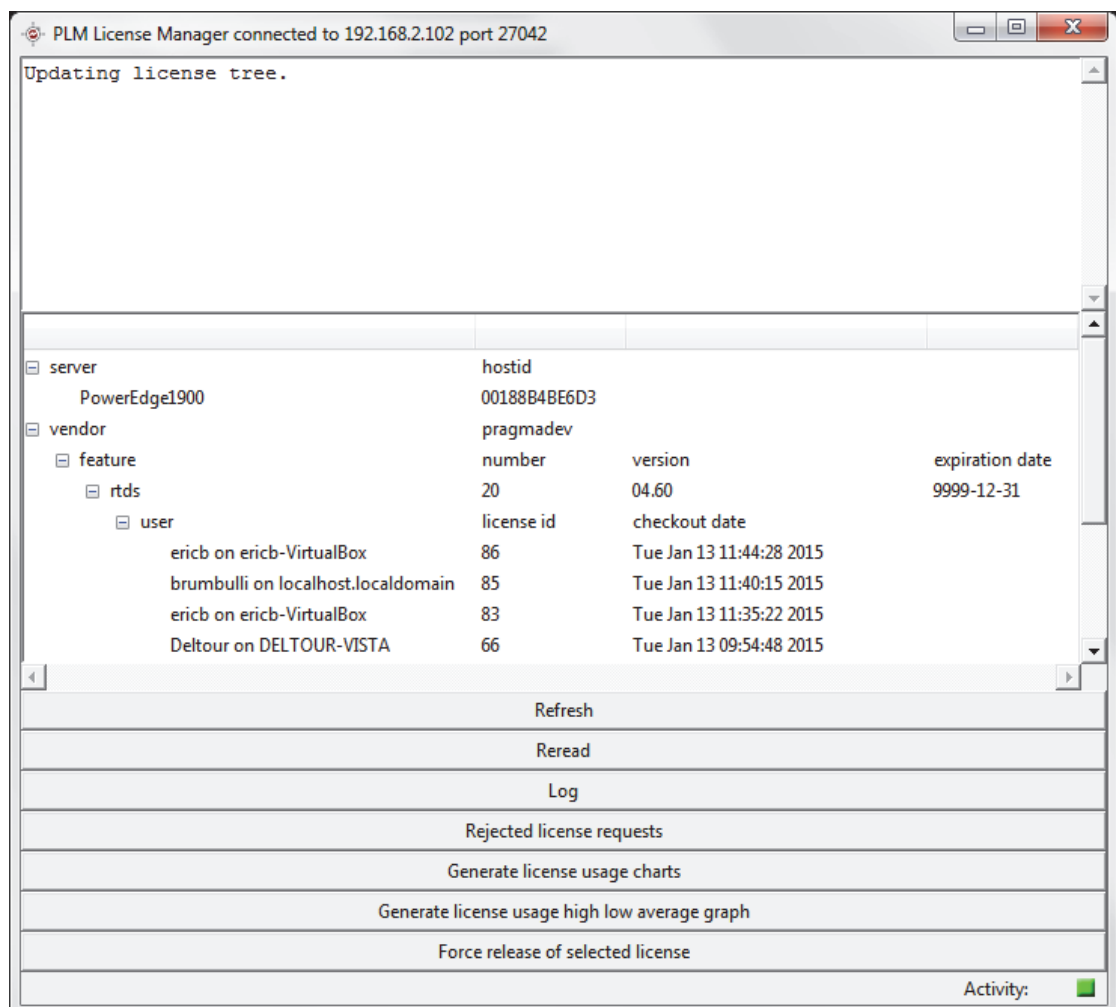 PLM License Manager connected to 192.168.2.102 port 27042
Updating license tree.
server hostid
PowerEdge1900 00188B4BE6D3
vendor pragmadev
feature number version expiration date
rtds 20 04.60 9999-12-31
user license id checkout date
ericb on ericb-VirtualBox 86 Tue Jan 13 11:44:28 2015
brumbulli on localhost.localdomain 85 Tue Jan 13 11:40:15 2015
ericb on ericb-VirtualBox 83 Tue Jan 13 11:35:22 2015
Deltour on DELTOUR-VISTA 66 Tue Jan 13 09:54:48 2015
Refresh
Reread
Log
Rejected license requests
Generate license usage charts
Generate license usage high low average graph
Force release of selected license
Activity: